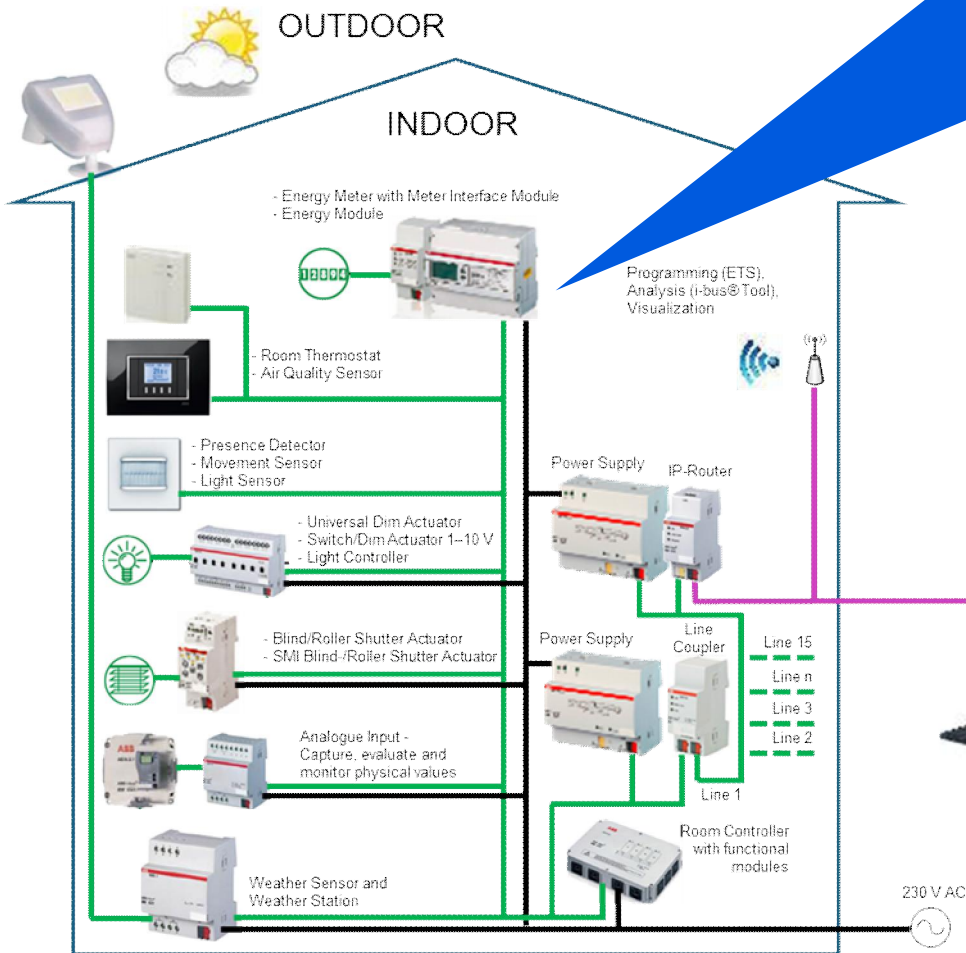 OUTDOOR
INDOOR
- Energy Meter with Meter Interface Module
- Energy Module
12004
Programming (ETS),
Analysis (i-bus® Tool),
Visualization
- Room Thermostat
- Air Quality Sensor
- Presence Detector
- Movement Sensor
- Light Sensor
Power Supply
IP-Router
- Universal Dim Actuator
- Switch/Dim Actuator 1–10 V
- Light Controller
- Blind/Roller Shutter Actuator
- SMI Blind-/Roller Shutter Actuator
Power Supply
Line
Coupler
Line 15
Line n
Line 3
Line 2
Line 1
ABB
Analogue Input -
Capture, evaluate and
monitor physical values
Room Controller
with functional
modules
Weather Sensor and
Weather Station
230 V AC